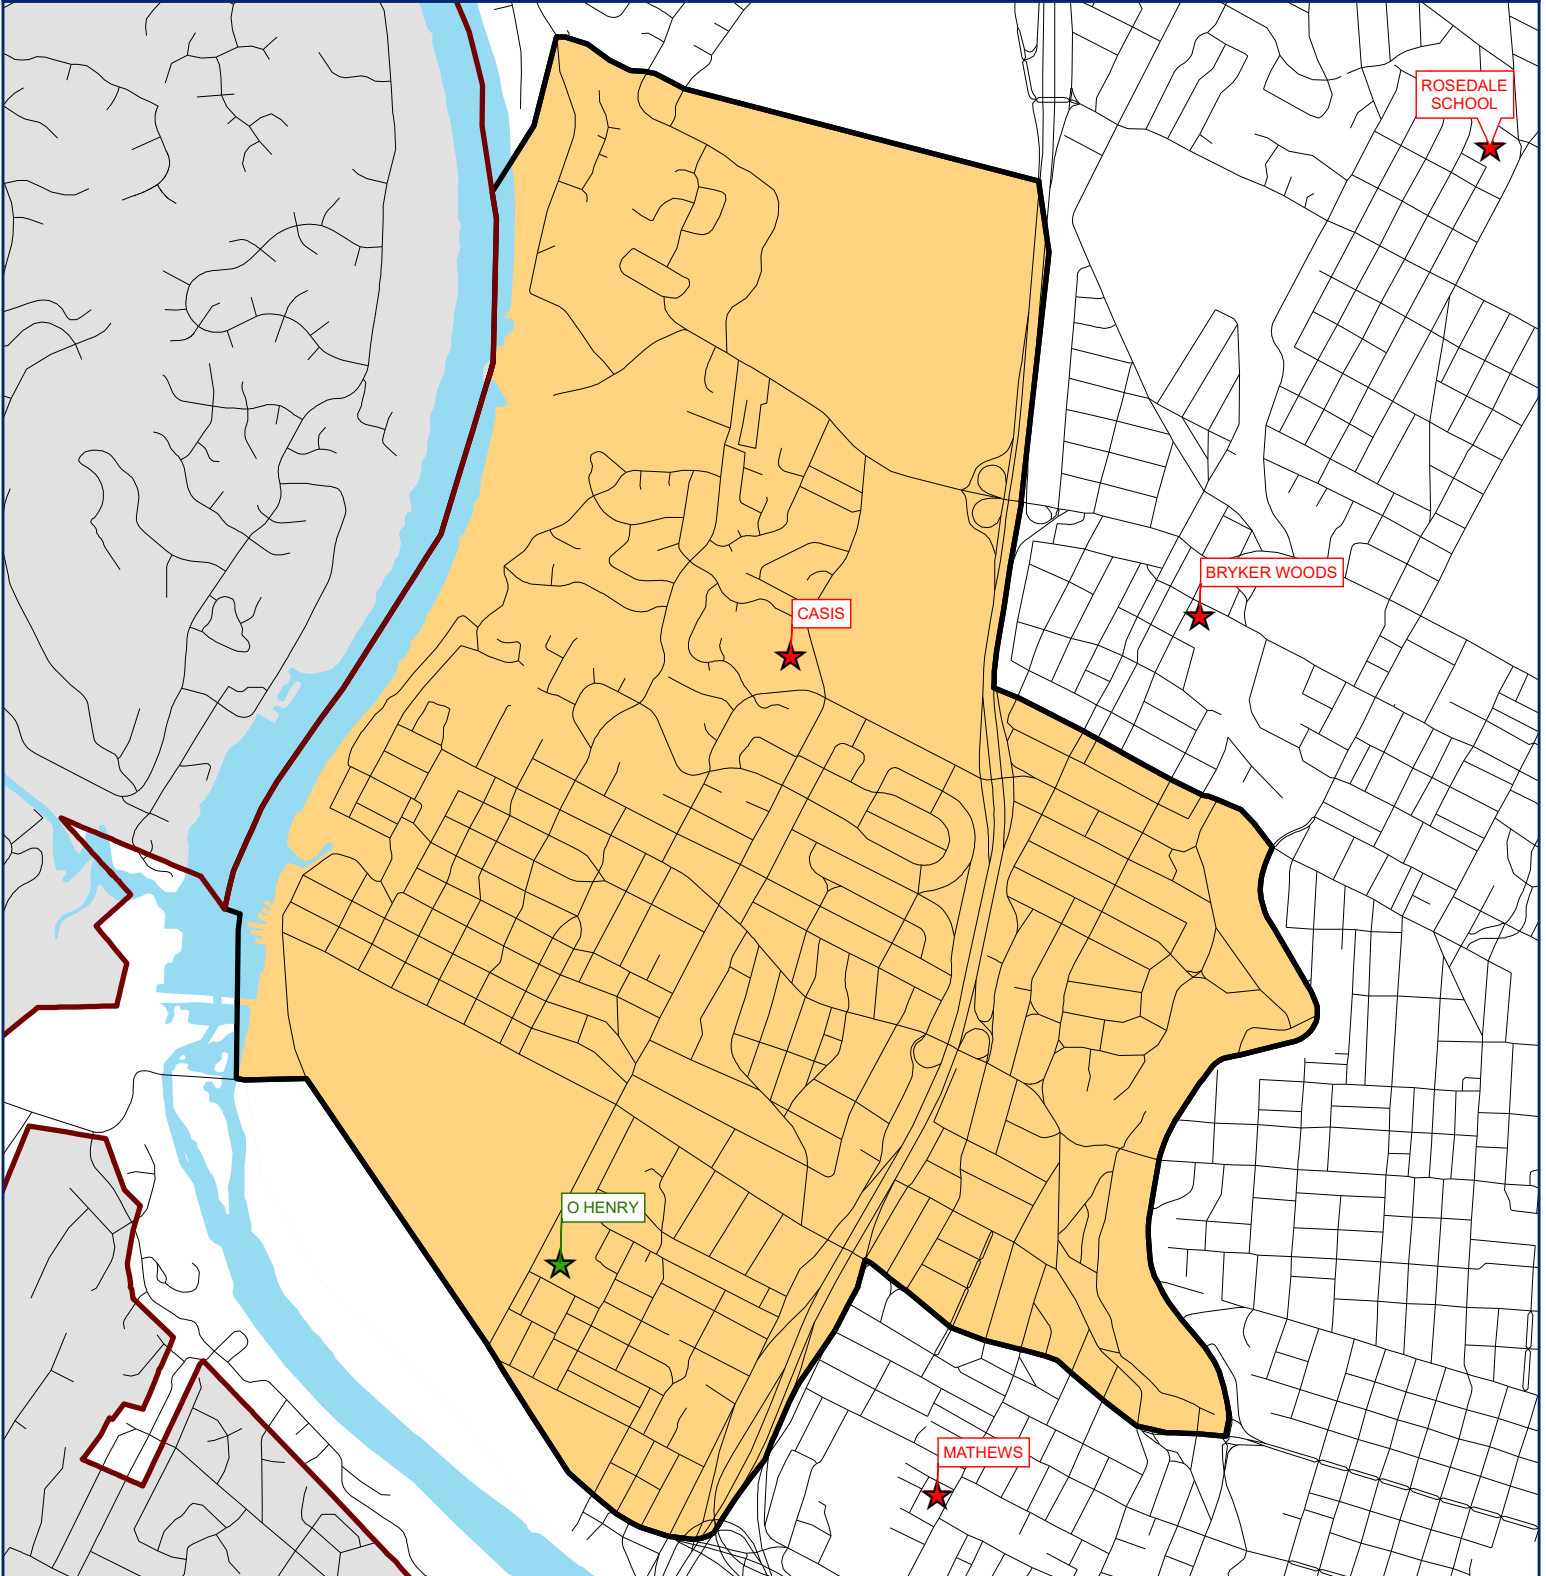 ROSEDALE
SCHOOL
BRYKER WOODS
CASIS
O HENRY
MATHEWS